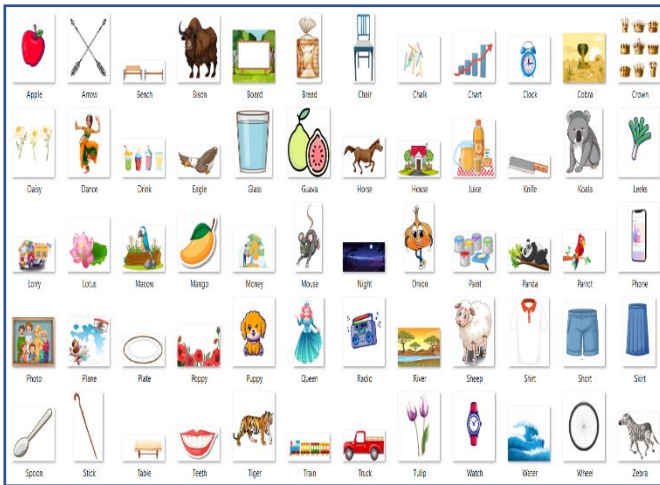 Apple Arrow Bench Bison Board Bread Chair Chalk Chart Clock Cobra Crown
Daisy Dance Drink Eagle Glass Guava Horse House Juice Knife Koala Leeks
Lorry Lotus Macow Mango Money Mouse Night Onion Paint Panda Parrot Phone
Photo Plane Plate Poppy Puppy Queen Radio River Sheep Shirt Short Skirt
Spoon Stick Table Teeth Tiger Train Truck Tulip Watch Water Wheel Zebra